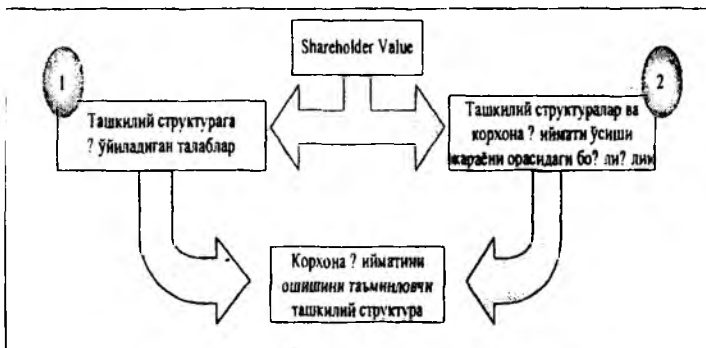 Shareholder Value
1
Ташкилий структурага
? ўйиладиган талаблар
2
Ташкилий структуралар ва
корхона ? иймати ўсиши
жараёни орасидаги бо? ли? лик
Корхона ? ийматини
ошишини таъминловчи
ташкилий структура